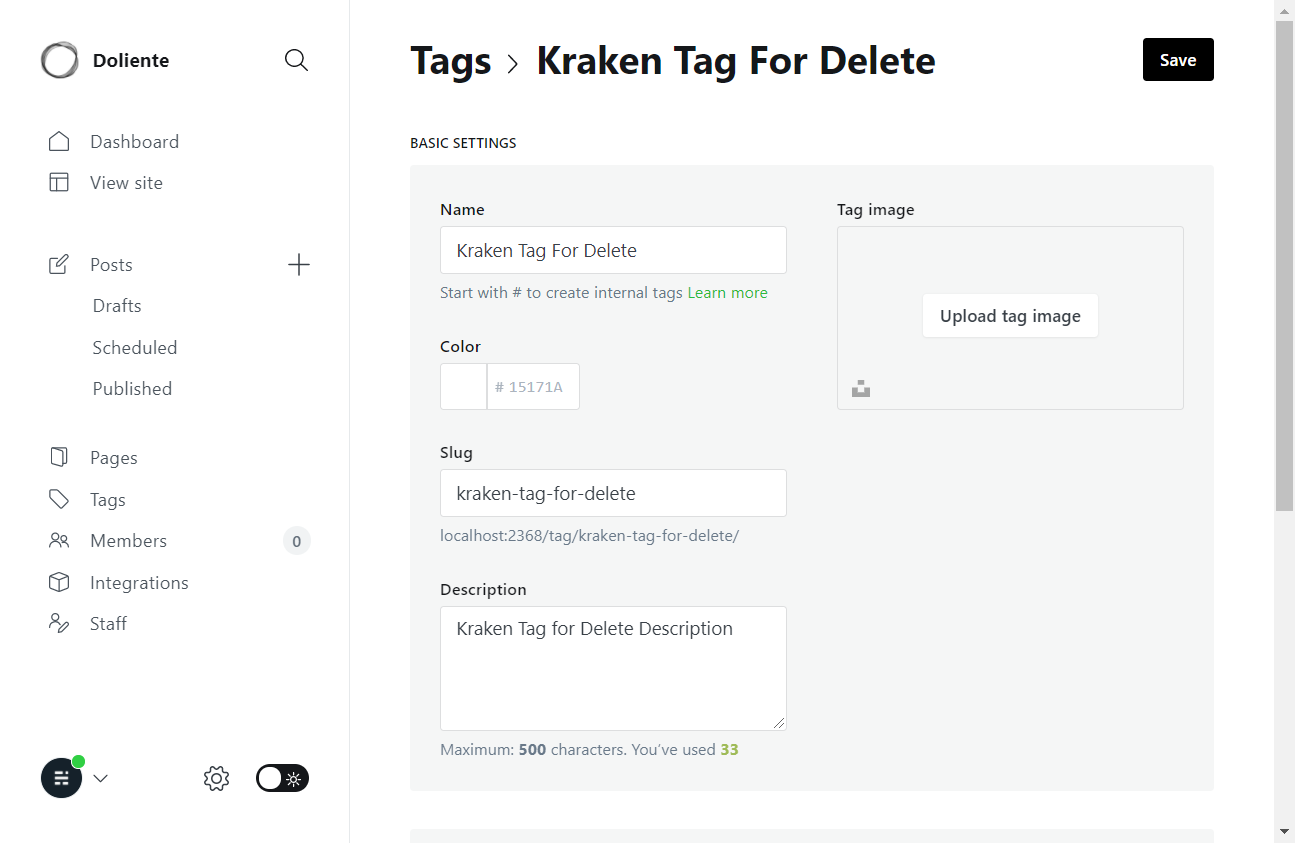 Doliente
Dashboard
View site
Posts
Drafts
Scheduled
Published
Pages
Tags
Members
0
Integrations
Staff
Tags > Kraken Tag For Delete
Save
BASIC SETTINGS
Name
Kraken Tag For Delete
Start with # to create internal tags Learn more
Color
# 15171A
Slug
kraken-tag-for-delete
localhost:2368/tag/kraken-tag-for-delete/
Description
Kraken Tag for Delete Description
Maximum: 500 characters. You’ve used 33
Tag image
Upload tag image